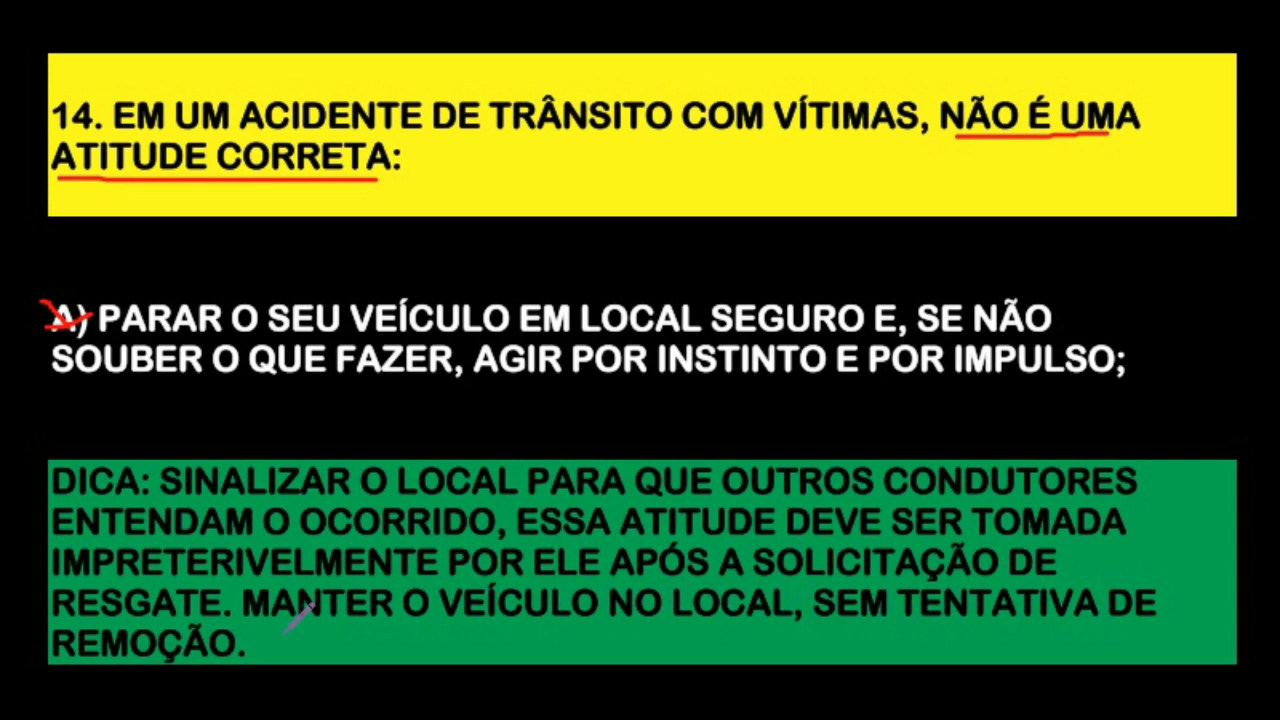 14. EM UM ACIDENTE DE TRÂNSITO COM VÍTIMAS, NÃO É UMA
ATITUDE CORRETA:
A) PARAR O SEU VEÍCULO EM LOCAL SEGURO E, SE NÃO
SOUBER O QUE FAZER, AGIR POR INSTINTO E POR IMPULSO;
DICA: SINALIZAR O LOCAL PARA QUE OUTROS CONDUTORES
ENTENDAM O OCORRIDO, ESSA ATITUDE DEVE SER TOMADA
IMPRETERIVELMENTE POR ELE APÓS A SOLICITAÇÃO DE
RESGATE. MANTER O VEÍCULO NO LOCAL, SEM TENTATIVA DE
REMOÇÃO.